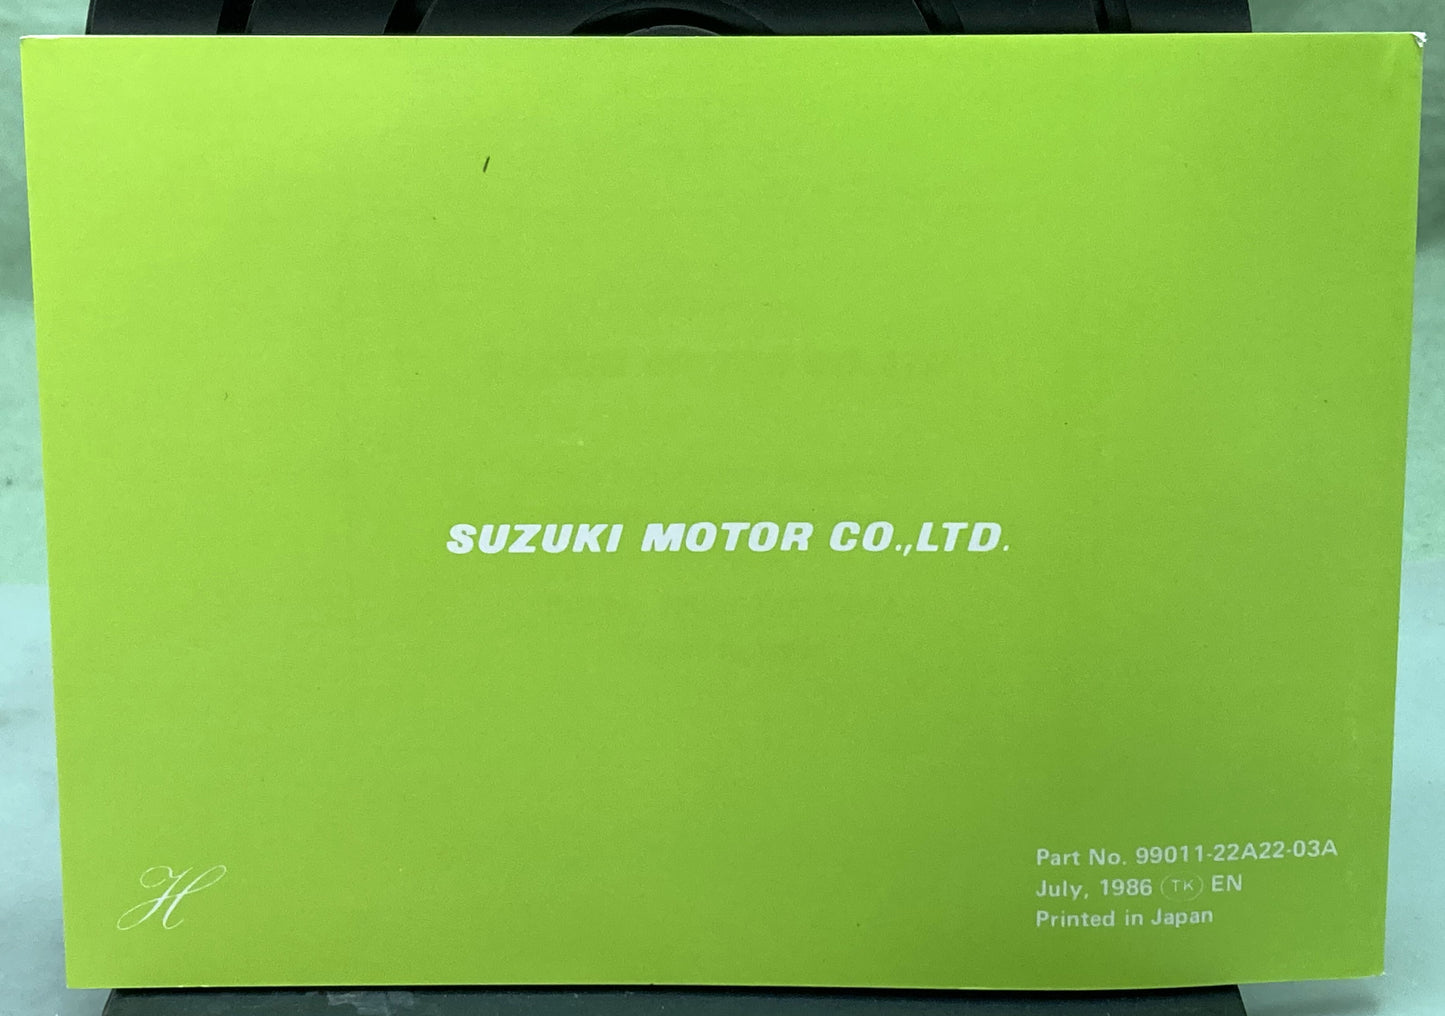 SUZUKI MOTOR CO.,LTD.
H
Part No. 99011-22A22-03A
July, 1986 TK EN
Printed in Japan